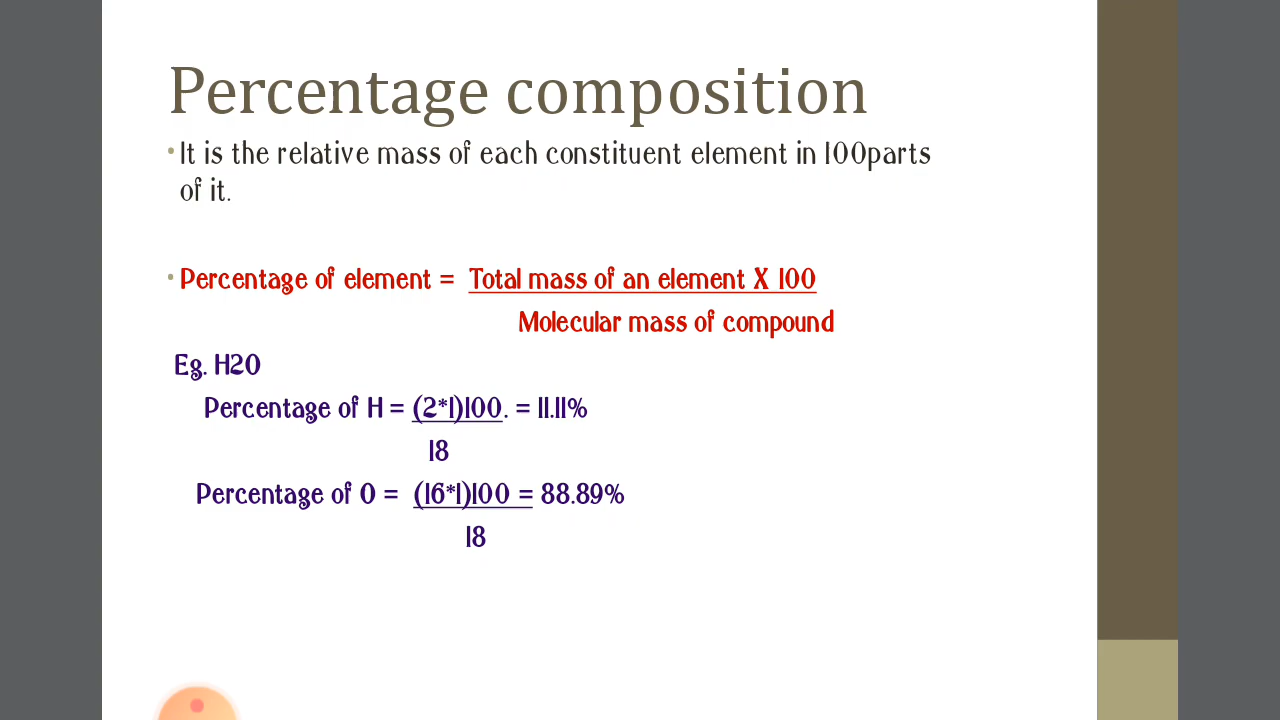 Percentage composition
•It is the relative mass of each constituent element in 100parts
of it.
•Percentage of element = Total mass of an element X 100
Molecular mass of compound
Eg. H2O
Percentage of H = (2*1)100. = 11.11%
18
Percentage of O = (16*1)100 = 88.89%
18